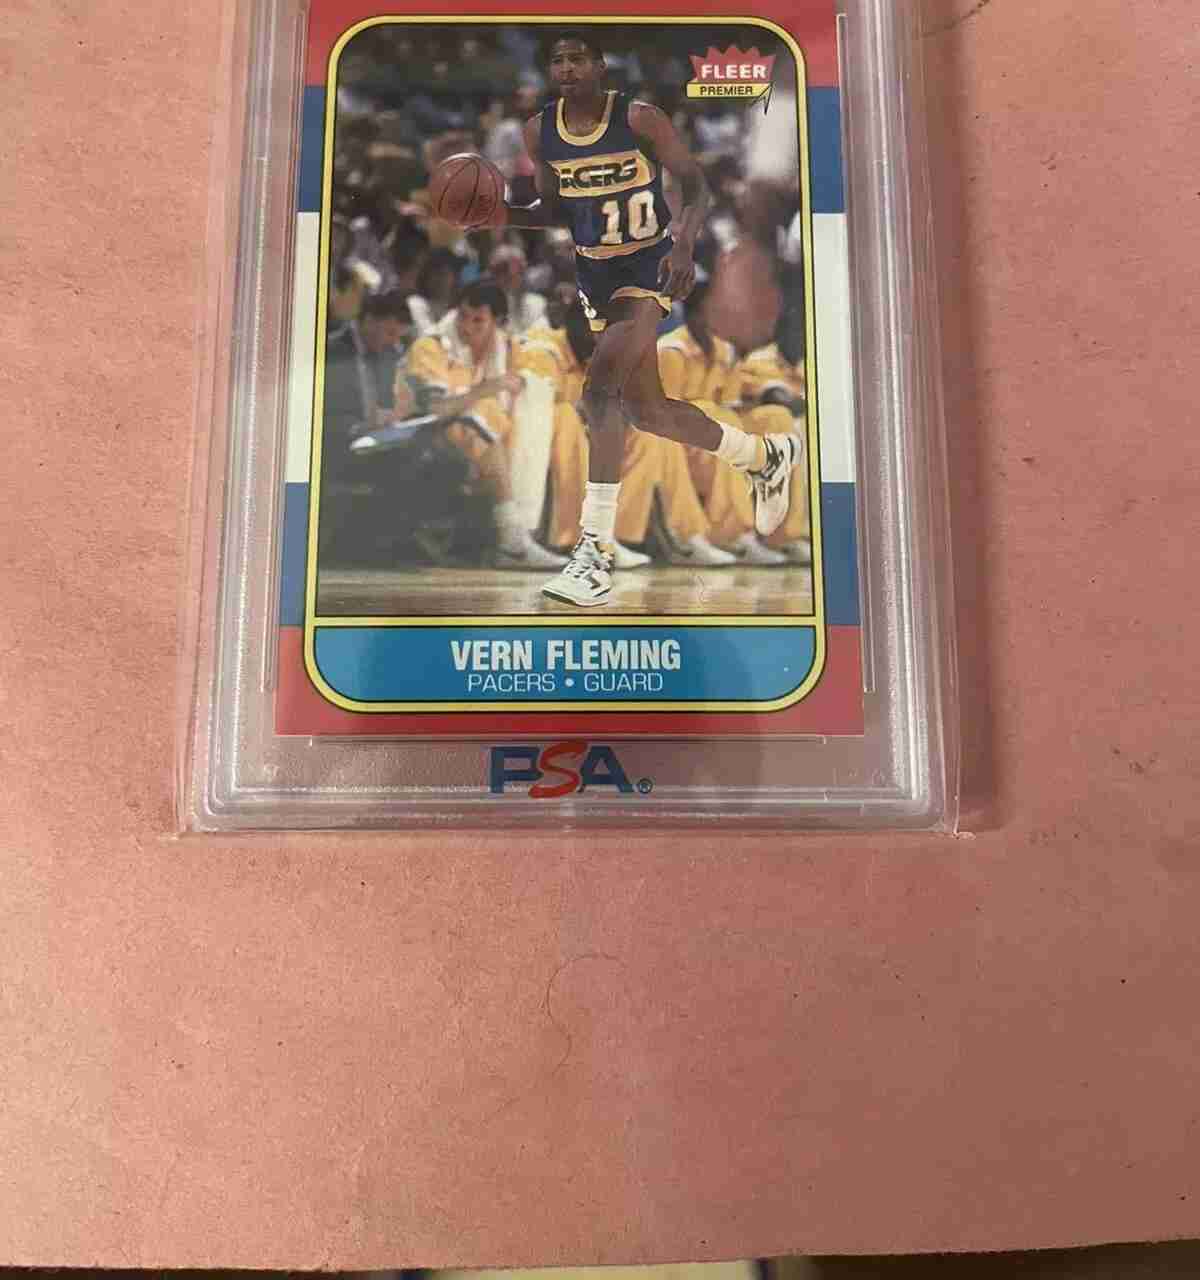 FLEER
PREMIER
PACERS
10
VERN FLEMING
PACERS • GUARD
PSA®